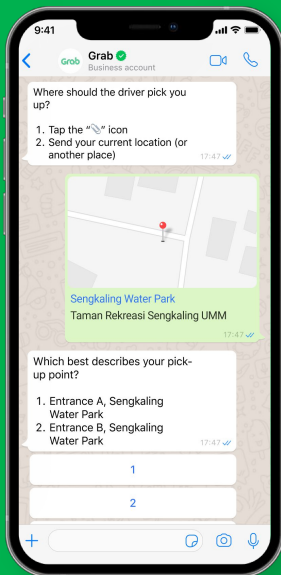 9:41
Grab
Grab
Business account
Where should the driver pick you
up?
1. Tap the “📎” icon
2. Send your current location (or
another place)
17:47
Sengkaling Water Park
Taman Rekreasi Sengkaling UMM
17:47
Which best describes your pick-
up point?
1. Entrance A, Sengkaling
Water Park
2. Entrance B, Sengkaling
Water Park
17:47
1
2